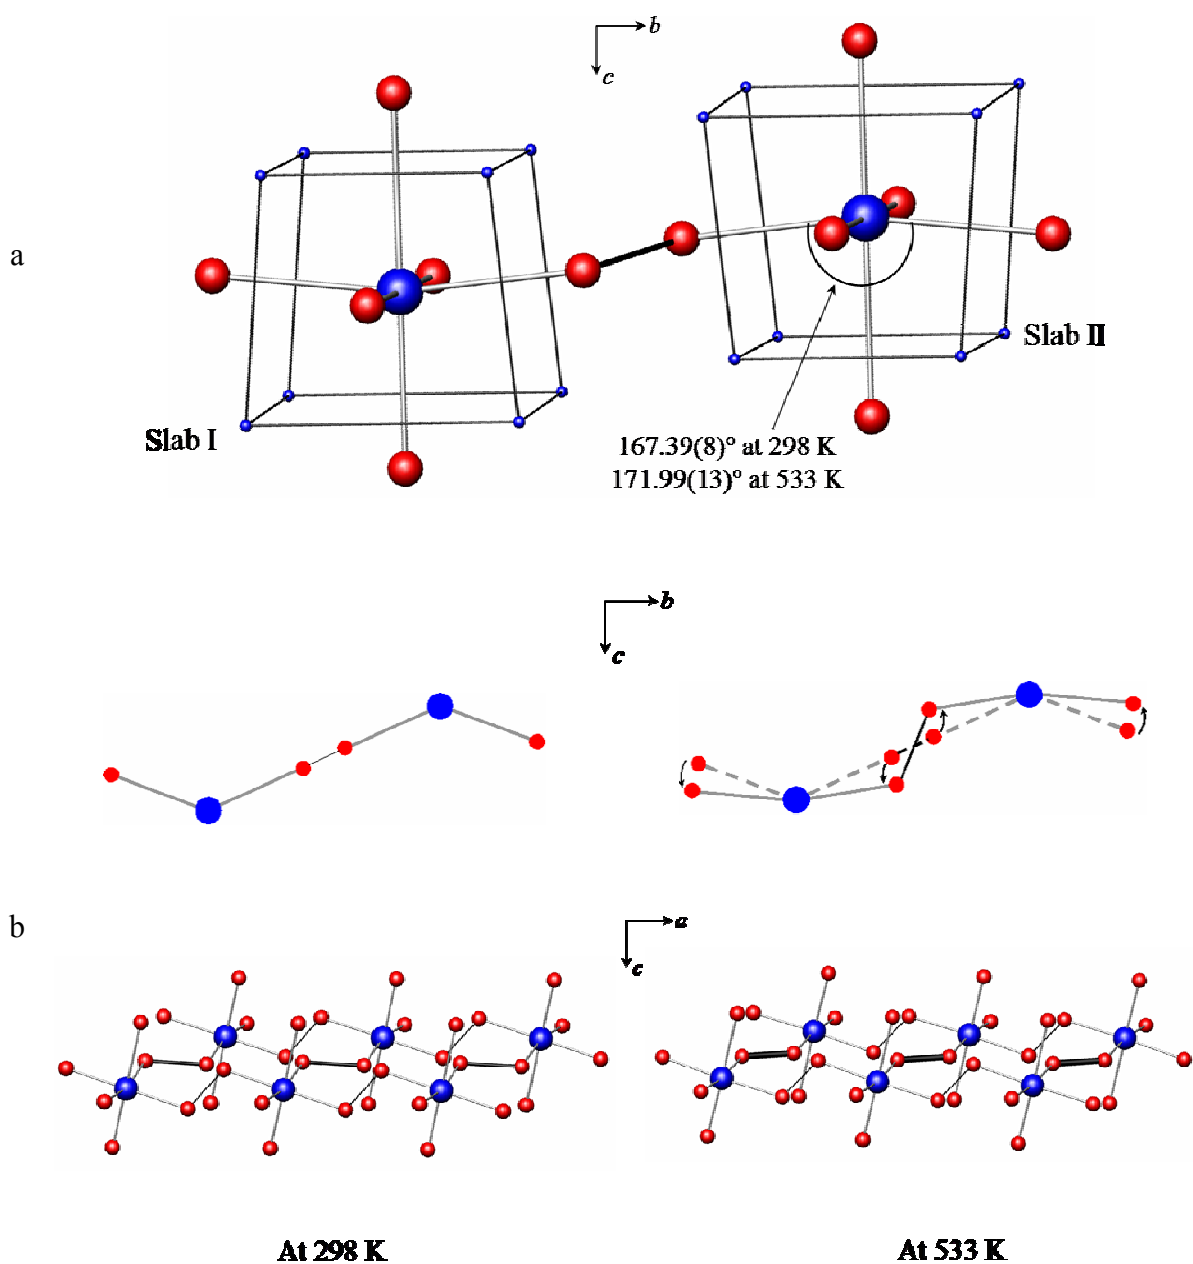 b
c
a
Slab II
Slab I
167.39(8)° at 298 K
171.99(13)° at 533 K
b
c
b
a
c
At 298 K
At 533 K